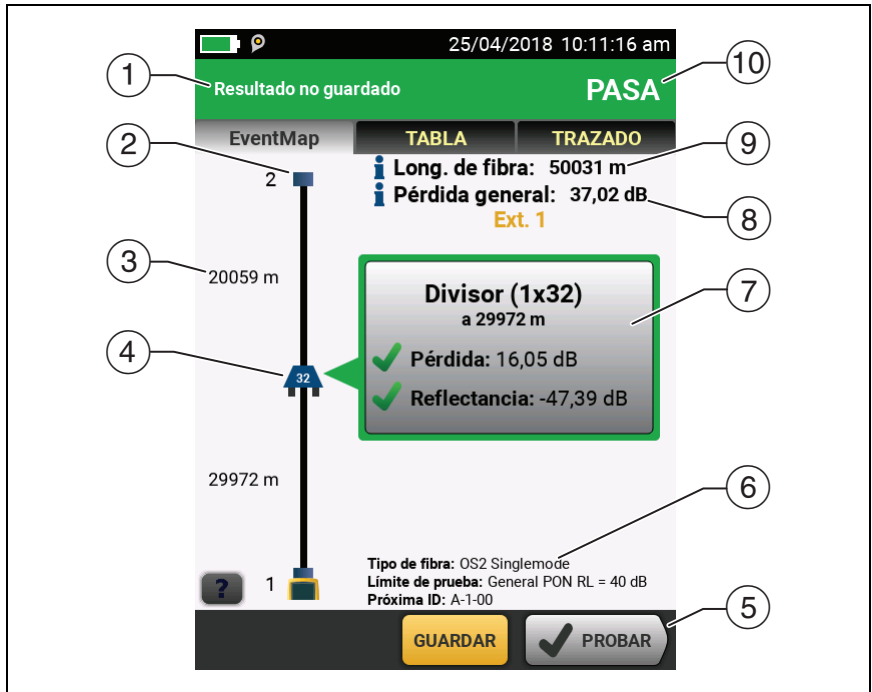 25/04/2018 10:11:16 am
1
Resultado no guardado
PASA
10
EventMap
TABLA
TRAZADO
2
2
Long. de fibra: 50031 m
9
Pérdida general: 37,02 dB
8
Ext. 1
3
20059 m
Divisor (1x32)
a 29972 m
7
4
32
Pérdida: 16,05 dB
Reflectancia: -47,39 dB
29972 m
6
Tipo de fibra: OS2 Singlemode
Límite de prueba: General PON RL = 40 dB
Próxima ID: A-1-00
?
1
5
GUARDAR
PROBAR